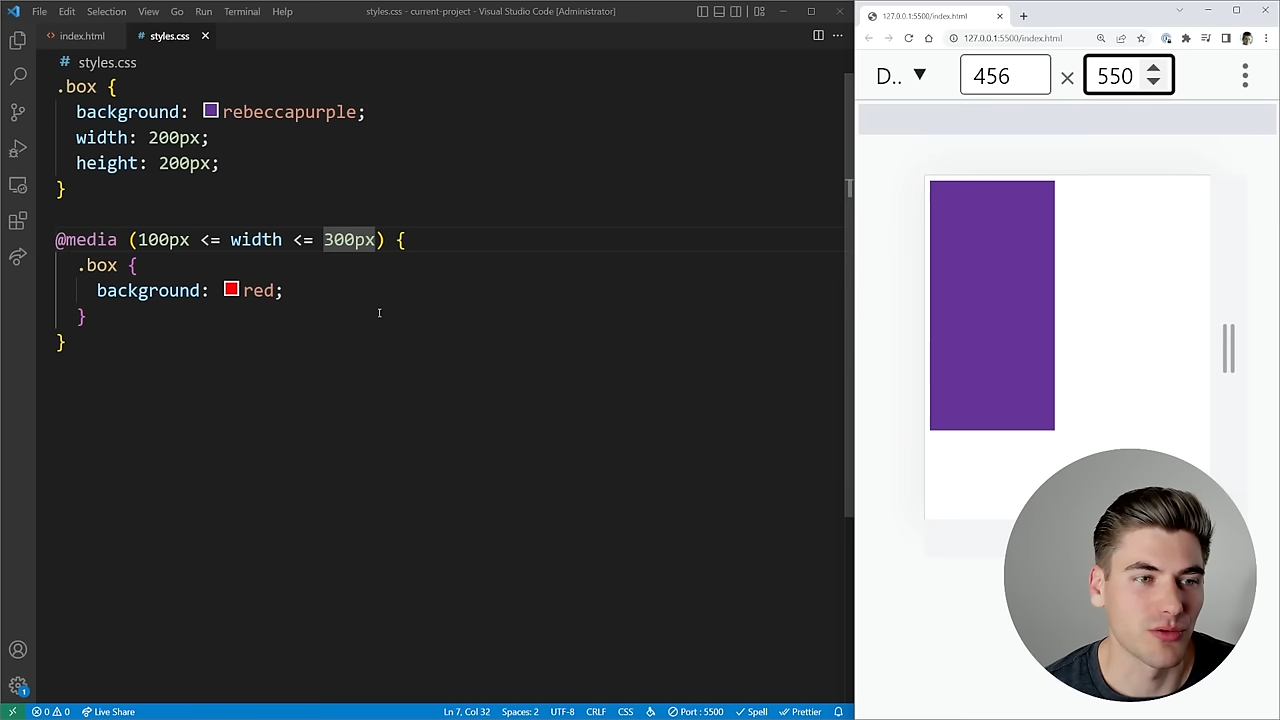 File Edit Selection View Go Run Terminal Help
styles.css - current-project - Visual Studio Code [Administrator]
index.html
# styles.css
# styles.css
.box {
background: rebeccapurple;
width: 200px;
height: 200px;
}
@media (100px <= width <= 300px) {
.box {
background: red;
}
}
0 0 Live Share
Ln 7, Col 32 Spaces: 2 UTF-8 CRLF CSS Port : 5500 Spell Prettier
1
127.0.0.1:5500/index.html
127.0.0.1:5500/index.html
D.. 456 × 550